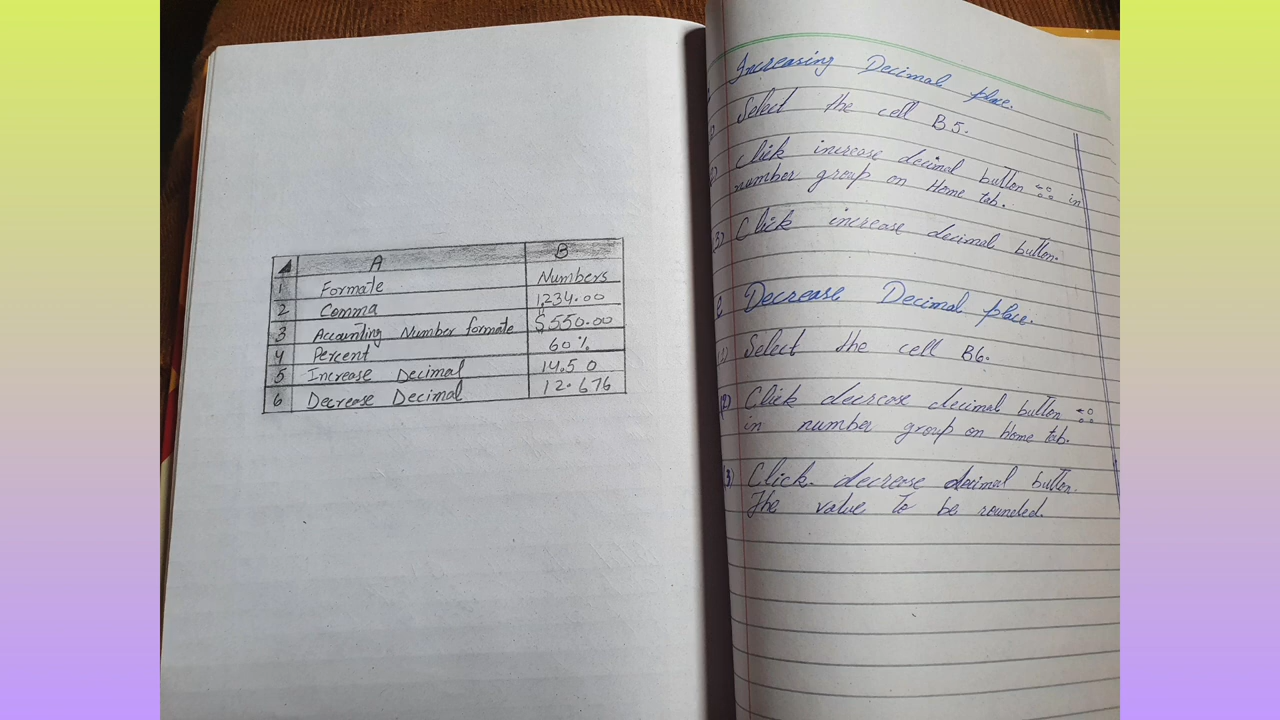 A B
1 Formate Numbers
2 Comma 1,234.00
3 Accounting Number formate $550.00
4 Percent 60%
5 Increase Decimal 14.50
6 Decrease Decimal 12.676
Increasing Decimal place.
Select the cell B5.
Click increase decimal button in
number group on Home tab.
(3) Click increase decimal button.
Decrease Decimal place.
(1) Select the cell B6.
(2) Click decrease decimal button
in number group on Home tab.
(3) Click decrease decimal button.
The value to be rounded.